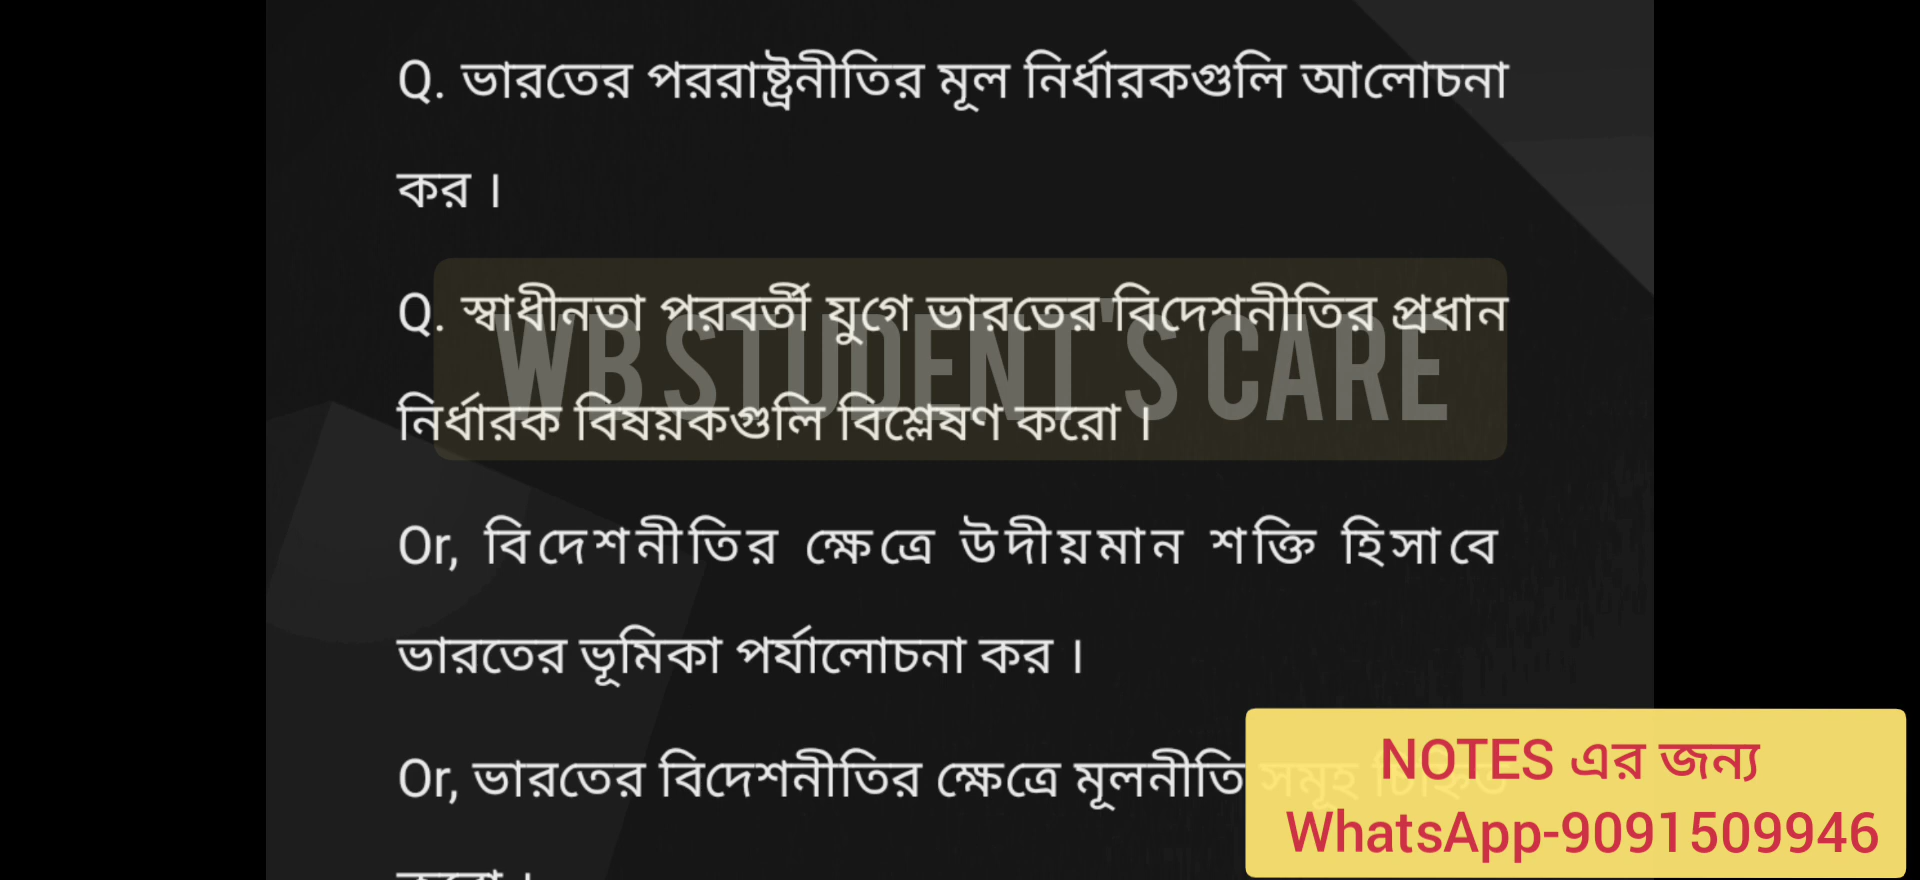 Q. ভারতের পররাষ্ট্রনীতির মূল নির্ধারকগুলি আলোচনা
কর ।
Q. স্বাধীনতা পরবর্তী যুগে ভারতের বিদেশনীতির প্রধান
নির্ধারক বিষয়কগুলি বিশ্লেষণ করো ।
WB STUDENT'S CARE
Or, বিদেশনীতির ক্ষেত্রে উদীয়মান শক্তি হিসাবে
ভারতের ভূমিকা পর্যালোচনা কর ।
Or, ভারতের বিদেশনীতির ক্ষেত্রে মূলনীতি সমূহ চিহ্নিত
NOTES এর জন্য
WhatsApp-9091509946